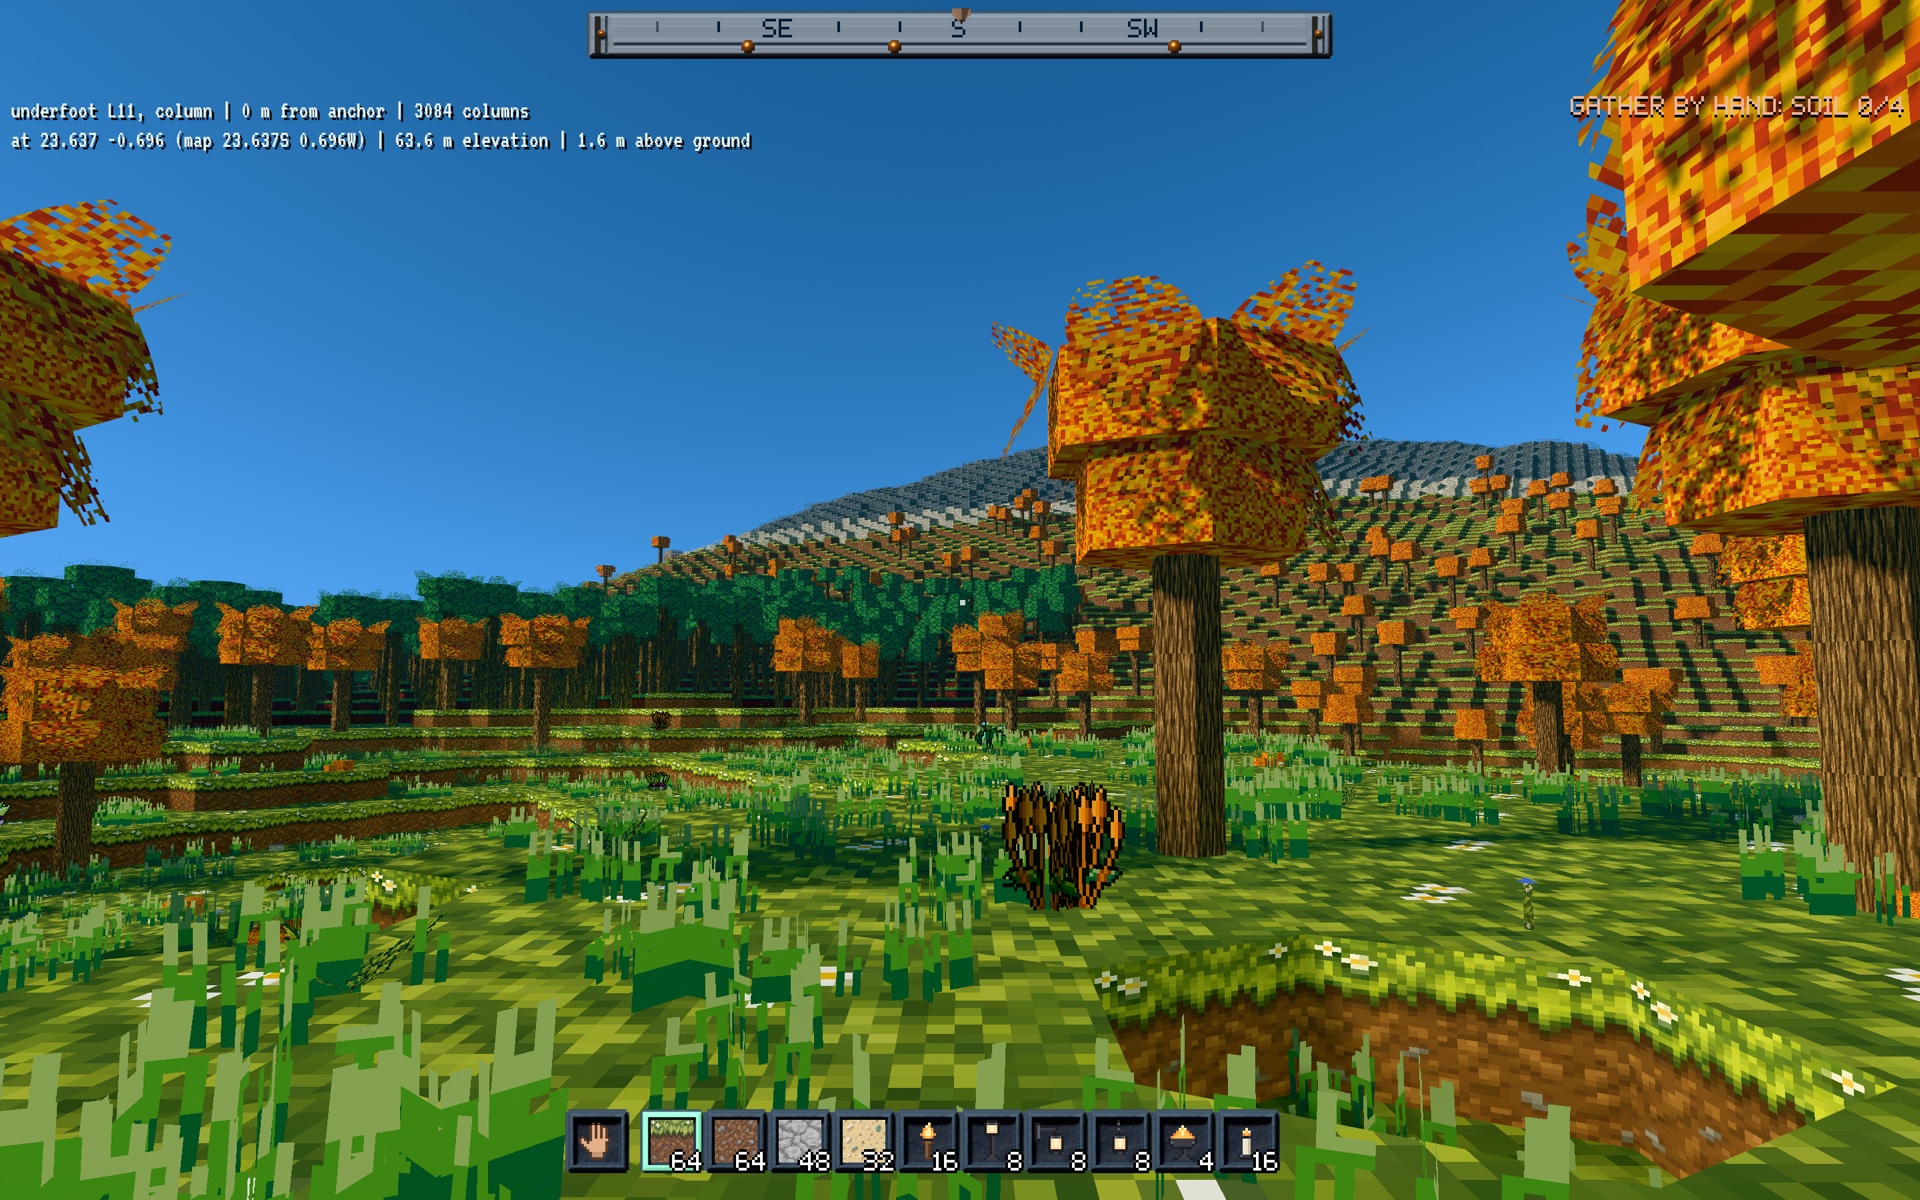 SE S SW
underfoot L11, column | 0 m from anchor | 3084 columns
GATHER BY HAND: SOIL 0/4
at 23.637 -0.696 (map 23.637S 0.696W) | 63.6 m elevation | 1.6 m above ground
64 64 48 32 16 8 8 8 4 16